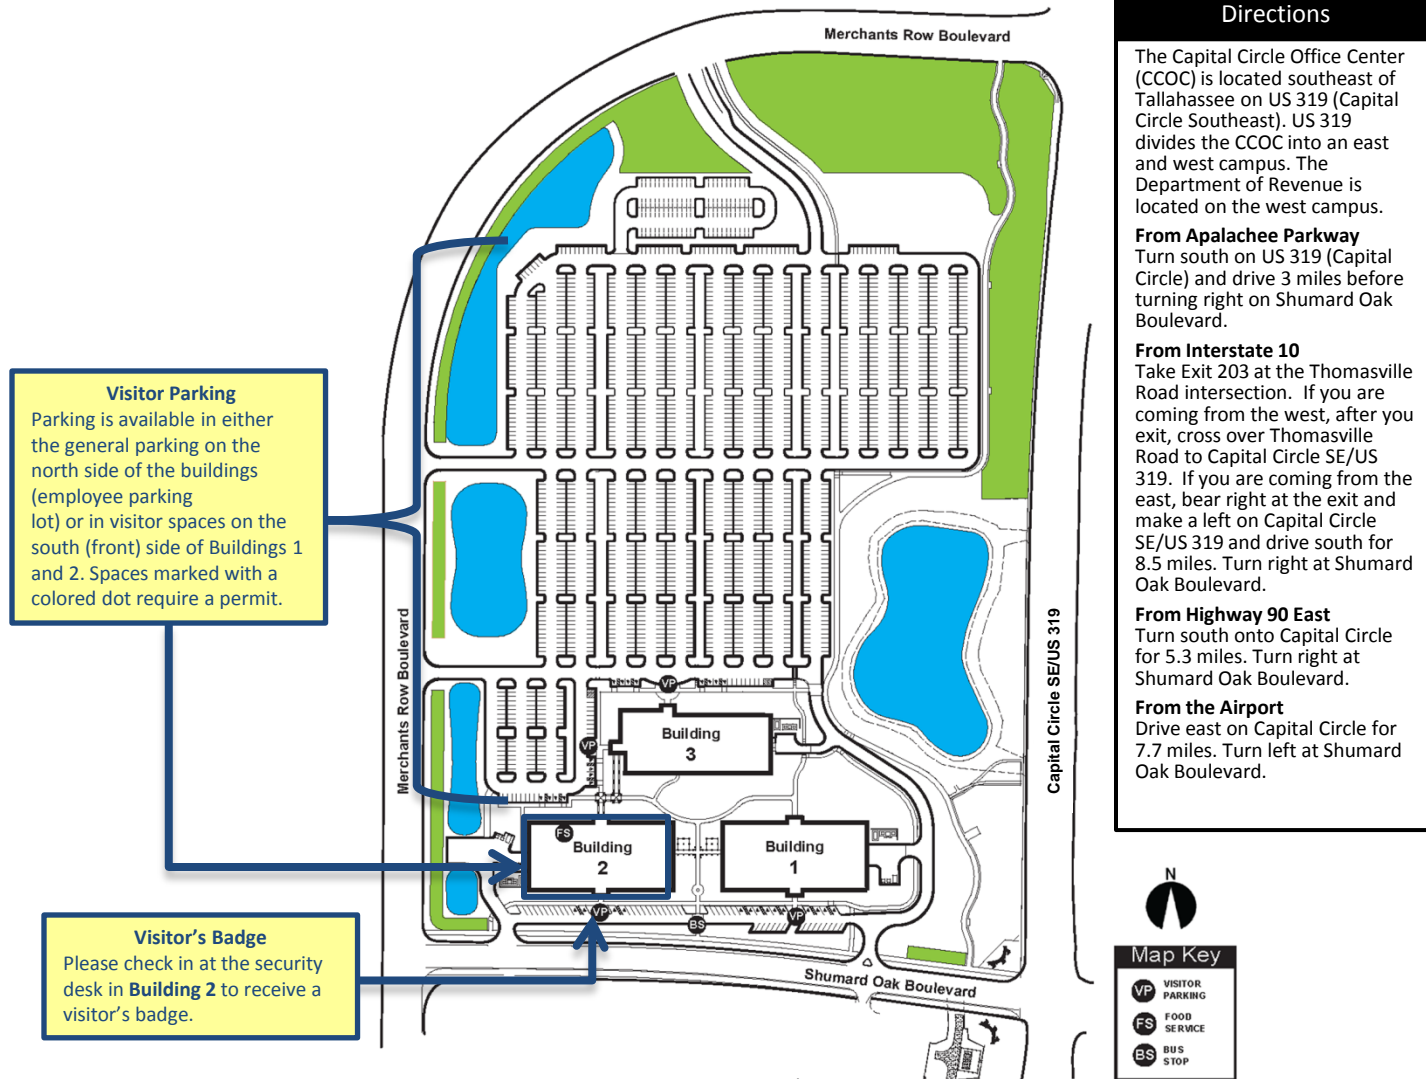 Merchants Row Boulevard
Directions
The Capital Circle Office Center
(CCOC) is located southeast of
Tallahassee on US 319 (Capital
Circle Southeast). US 319
divides the CCOC into an east
and west campus. The
Department of Revenue is
located on the west campus.
From Apalachee Parkway
Turn south on US 319 (Capital
Circle) and drive 3 miles before
turning right on Shumard Oak
Boulevard.
From Interstate 10
Take Exit 203 at the Thomasville
Road intersection.  If you are
coming from the west, after you
exit, cross over Thomasville
Road to Capital Circle SE/US
319.  If you are coming from the
east, bear right at the exit and
make a left on Capital Circle
SE/US 319 and drive south for
8.5 miles. Turn right at Shumard
Oak Boulevard.
From Highway 90 East
Turn south onto Capital Circle
for 5.3 miles. Turn right at
Shumard Oak Boulevard.
From the Airport
Drive east on Capital Circle for
7.7 miles. Turn left at Shumard
Oak Boulevard.
Visitor Parking
Parking is available in either
the general parking on the
north side of the buildings
(employee parking
lot) or in visitor spaces on the
south (front) side of Buildings 1
and 2. Spaces marked with a
colored dot require a permit.
Merchants Row Boulevard
Capital Circle SE/US 319
VP
VP
Building
3
FS
Building
2
Building
1
VP
BS
VP
Visitor's Badge
Please check in at the security
desk in Building 2 to receive a
visitor's badge.
Shumard Oak Boulevard
N
Map Key
VP VISITOR
PARKING
FS FOOD
SERVICE
BS BUS
STOP